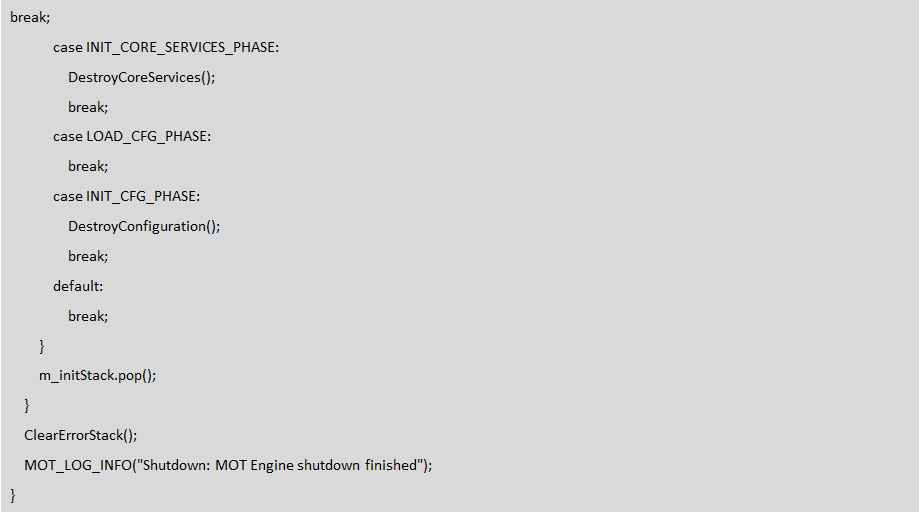 break;
case INIT_CORE_SERVICES_PHASE:
DestroyCoreServices();
break;
case LOAD_CFG_PHASE:
break;
case INIT_CFG_PHASE:
DestroyConfiguration();
break;
default:
break;
}
m_initStack.pop();
}
ClearErrorStack();
MOT_LOG_INFO("Shutdown: MOT Engine shutdown finished");
}